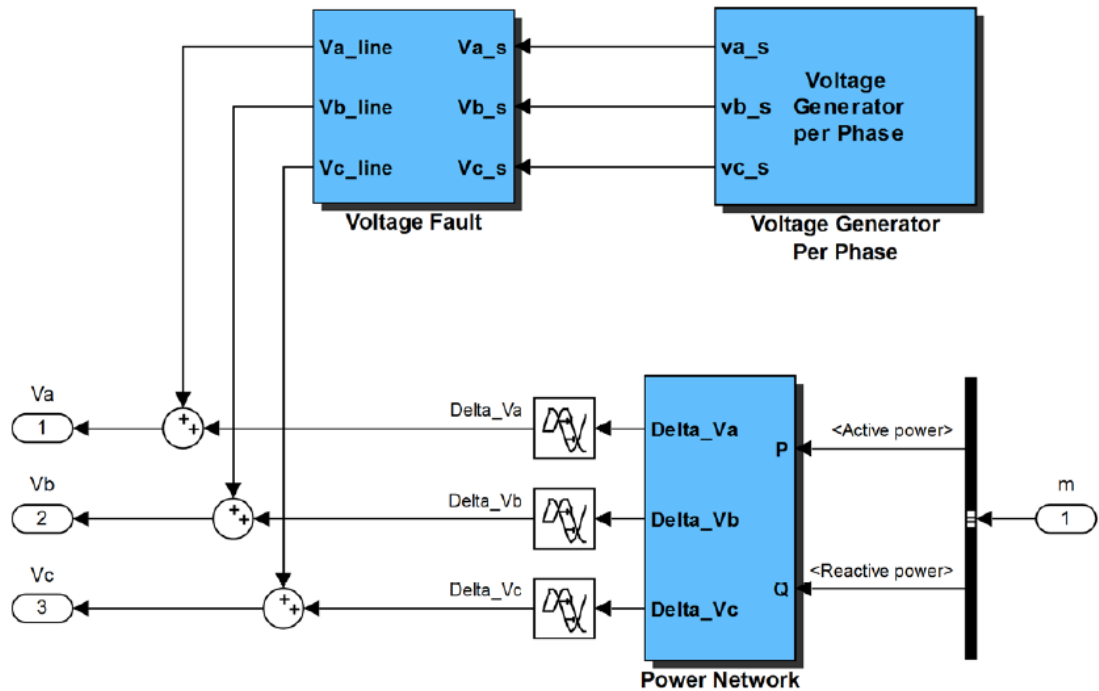 Va_line
Va_s
va_s
Vb_line
Vb_s
vb_s
Vc_line
Vc_s
vc_s
Voltage
Generator
per Phase
Voltage Fault
Voltage Generator
Per Phase
Va
1
Delta_Va
Delta_Va
P
<Active power>
Vb
2
Delta_Vb
Delta_Vb
m
1
Vc
3
Delta_Vc
Delta_Vc
Q
<Reactive power>
+
+
+
+
+
+
Power Network